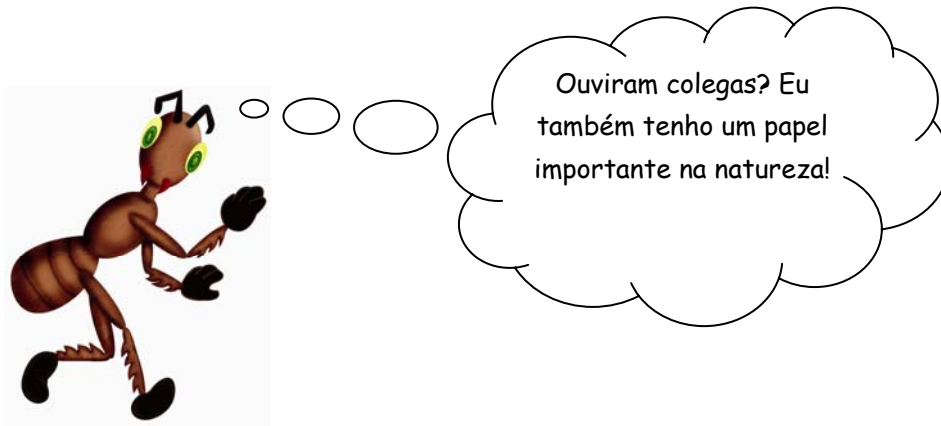 Ouviram colegas? Eu
também tenho um papel
importante na natureza!